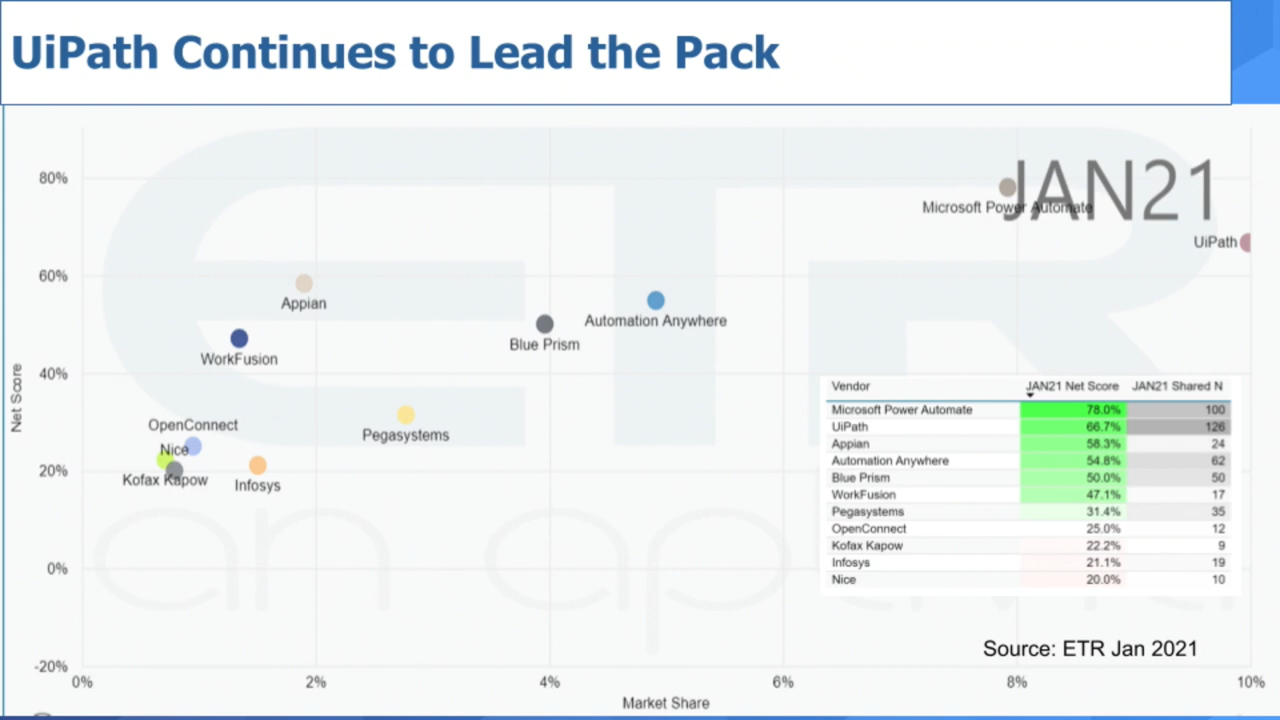 UiPath Continues to Lead the Pack
JAN21
80%
Microsoft Power Automate
UiPath
60%
Appian
Automation Anywhere
Blue Prism
WorkFusion
40%
Net Score
Pegasystems
OpenConnect
Nice
Kofax Kapow
Infosys
20%
0%
-20%
Vendor JAN21 Net Score JAN21 Shared N
Microsoft Power Automate 78.0% 100
UiPath 66.7% 126
Appian 58.3% 24
Automation Anywhere 54.8% 62
Blue Prism 50.0% 50
WorkFusion 47.1% 17
Pegasystems 31.4% 35
OpenConnect 25.0% 12
Kofax Kapow 22.2% 9
Infosys 21.1% 19
Nice 20.0% 10
Source: ETR Jan 2021
0% 2% 4% 6% 8% 10%
Market Share
ETR
an